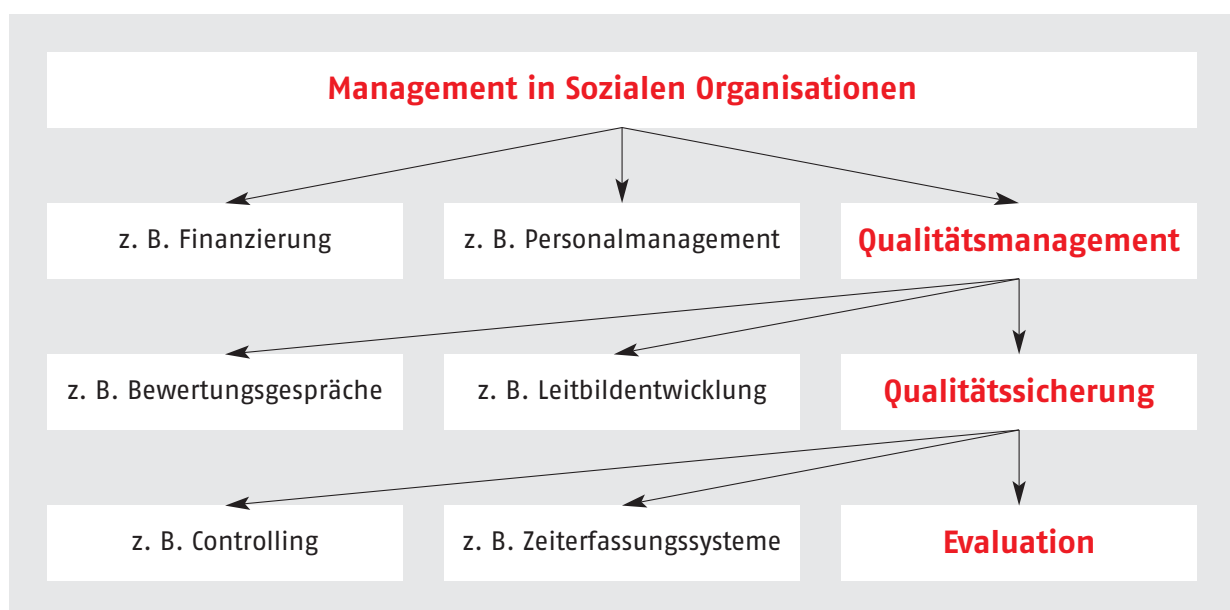 Management in Sozialen Organisationen
z. B. Finanzierung
z. B. Personalmanagement
Qualitätsmanagement
z. B. Bewertungsgespräche
z. B. Leitbildentwicklung
Qualitätssicherung
z. B. Controlling
z. B. Zeiterfassungssysteme
Evaluation